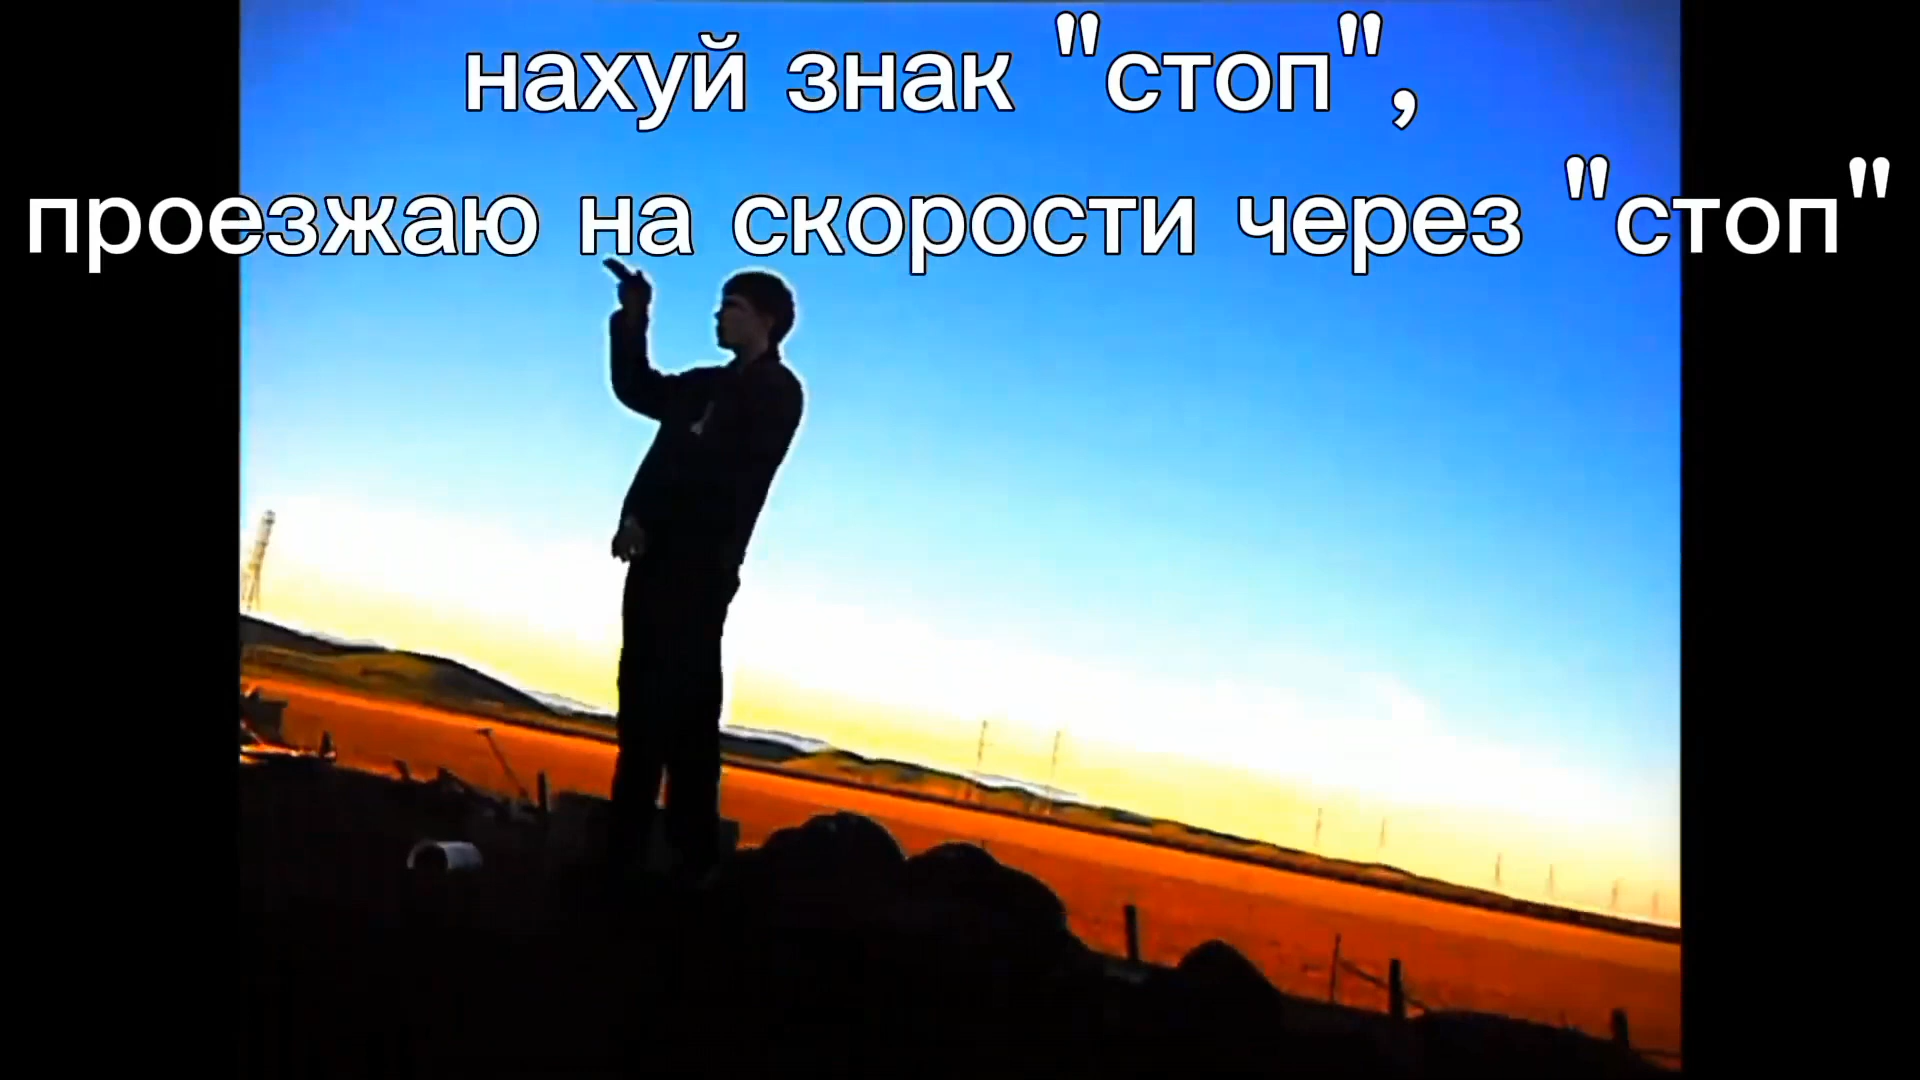 нахуй знак "стоп",
проезжаю на скорости через "стоп"